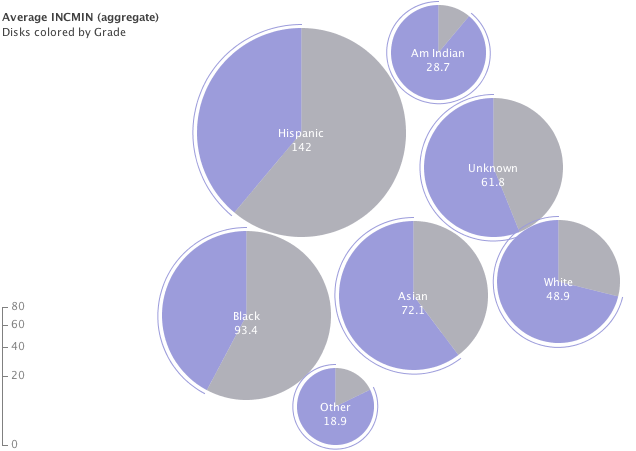 Average INCMIN (aggregate)
Disks colored by Grade
Am Indian
28.7
Hispanic
142
Unknown
61.8
White
48.9
Asian
72.1
Black
93.4
Other
18.9
80
60
40
20
0